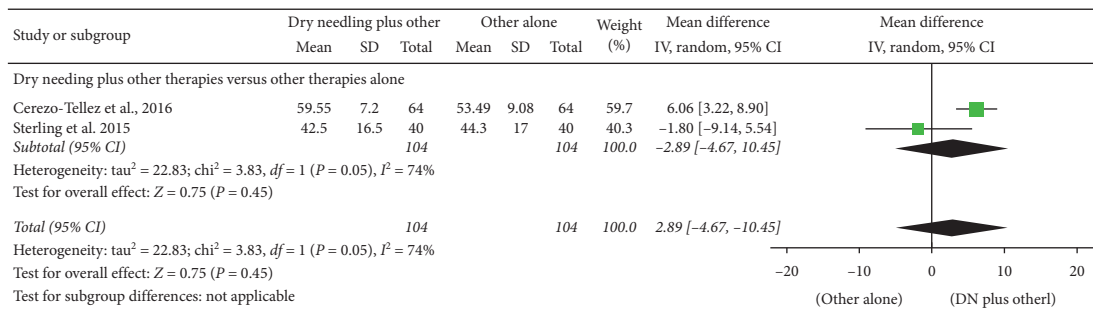 Study or subgroup Dry needling plus other Other alone Weight (%) Mean difference IV, random, 95% CI Mean difference IV, random, 95% CI
Mean SD Total Mean SD Total
Dry needing plus other therapies versus other therapies alone
Cerezo-Tellez et al., 2016 59.55 7.2 64 53.49 9.08 64 59.7 6.06 [3.22, 8.90]
Sterling et al. 2015 42.5 16.5 40 44.3 17 40 40.3 −1.80 [−9.14, 5.54]
Subtotal (95% CI) 104 104 100.0 −2.89 [−4.67, 10.45]
Heterogeneity: tau² = 22.83; chi² = 3.83, df = 1 (P = 0.05), I² = 74%
Test for overall effect: Z = 0.75 (P = 0.45)
Total (95% CI) 104 104 100.0 2.89 [−4.67, −10.45]
Heterogeneity: tau² = 22.83; chi² = 3.83, df = 1 (P = 0.05), I² = 74%
Test for overall effect: Z = 0.75 (P = 0.45)
Test for subgroup differences: not applicable
−20 −10 0 10 20
(Other alone) (DN plus otherl)